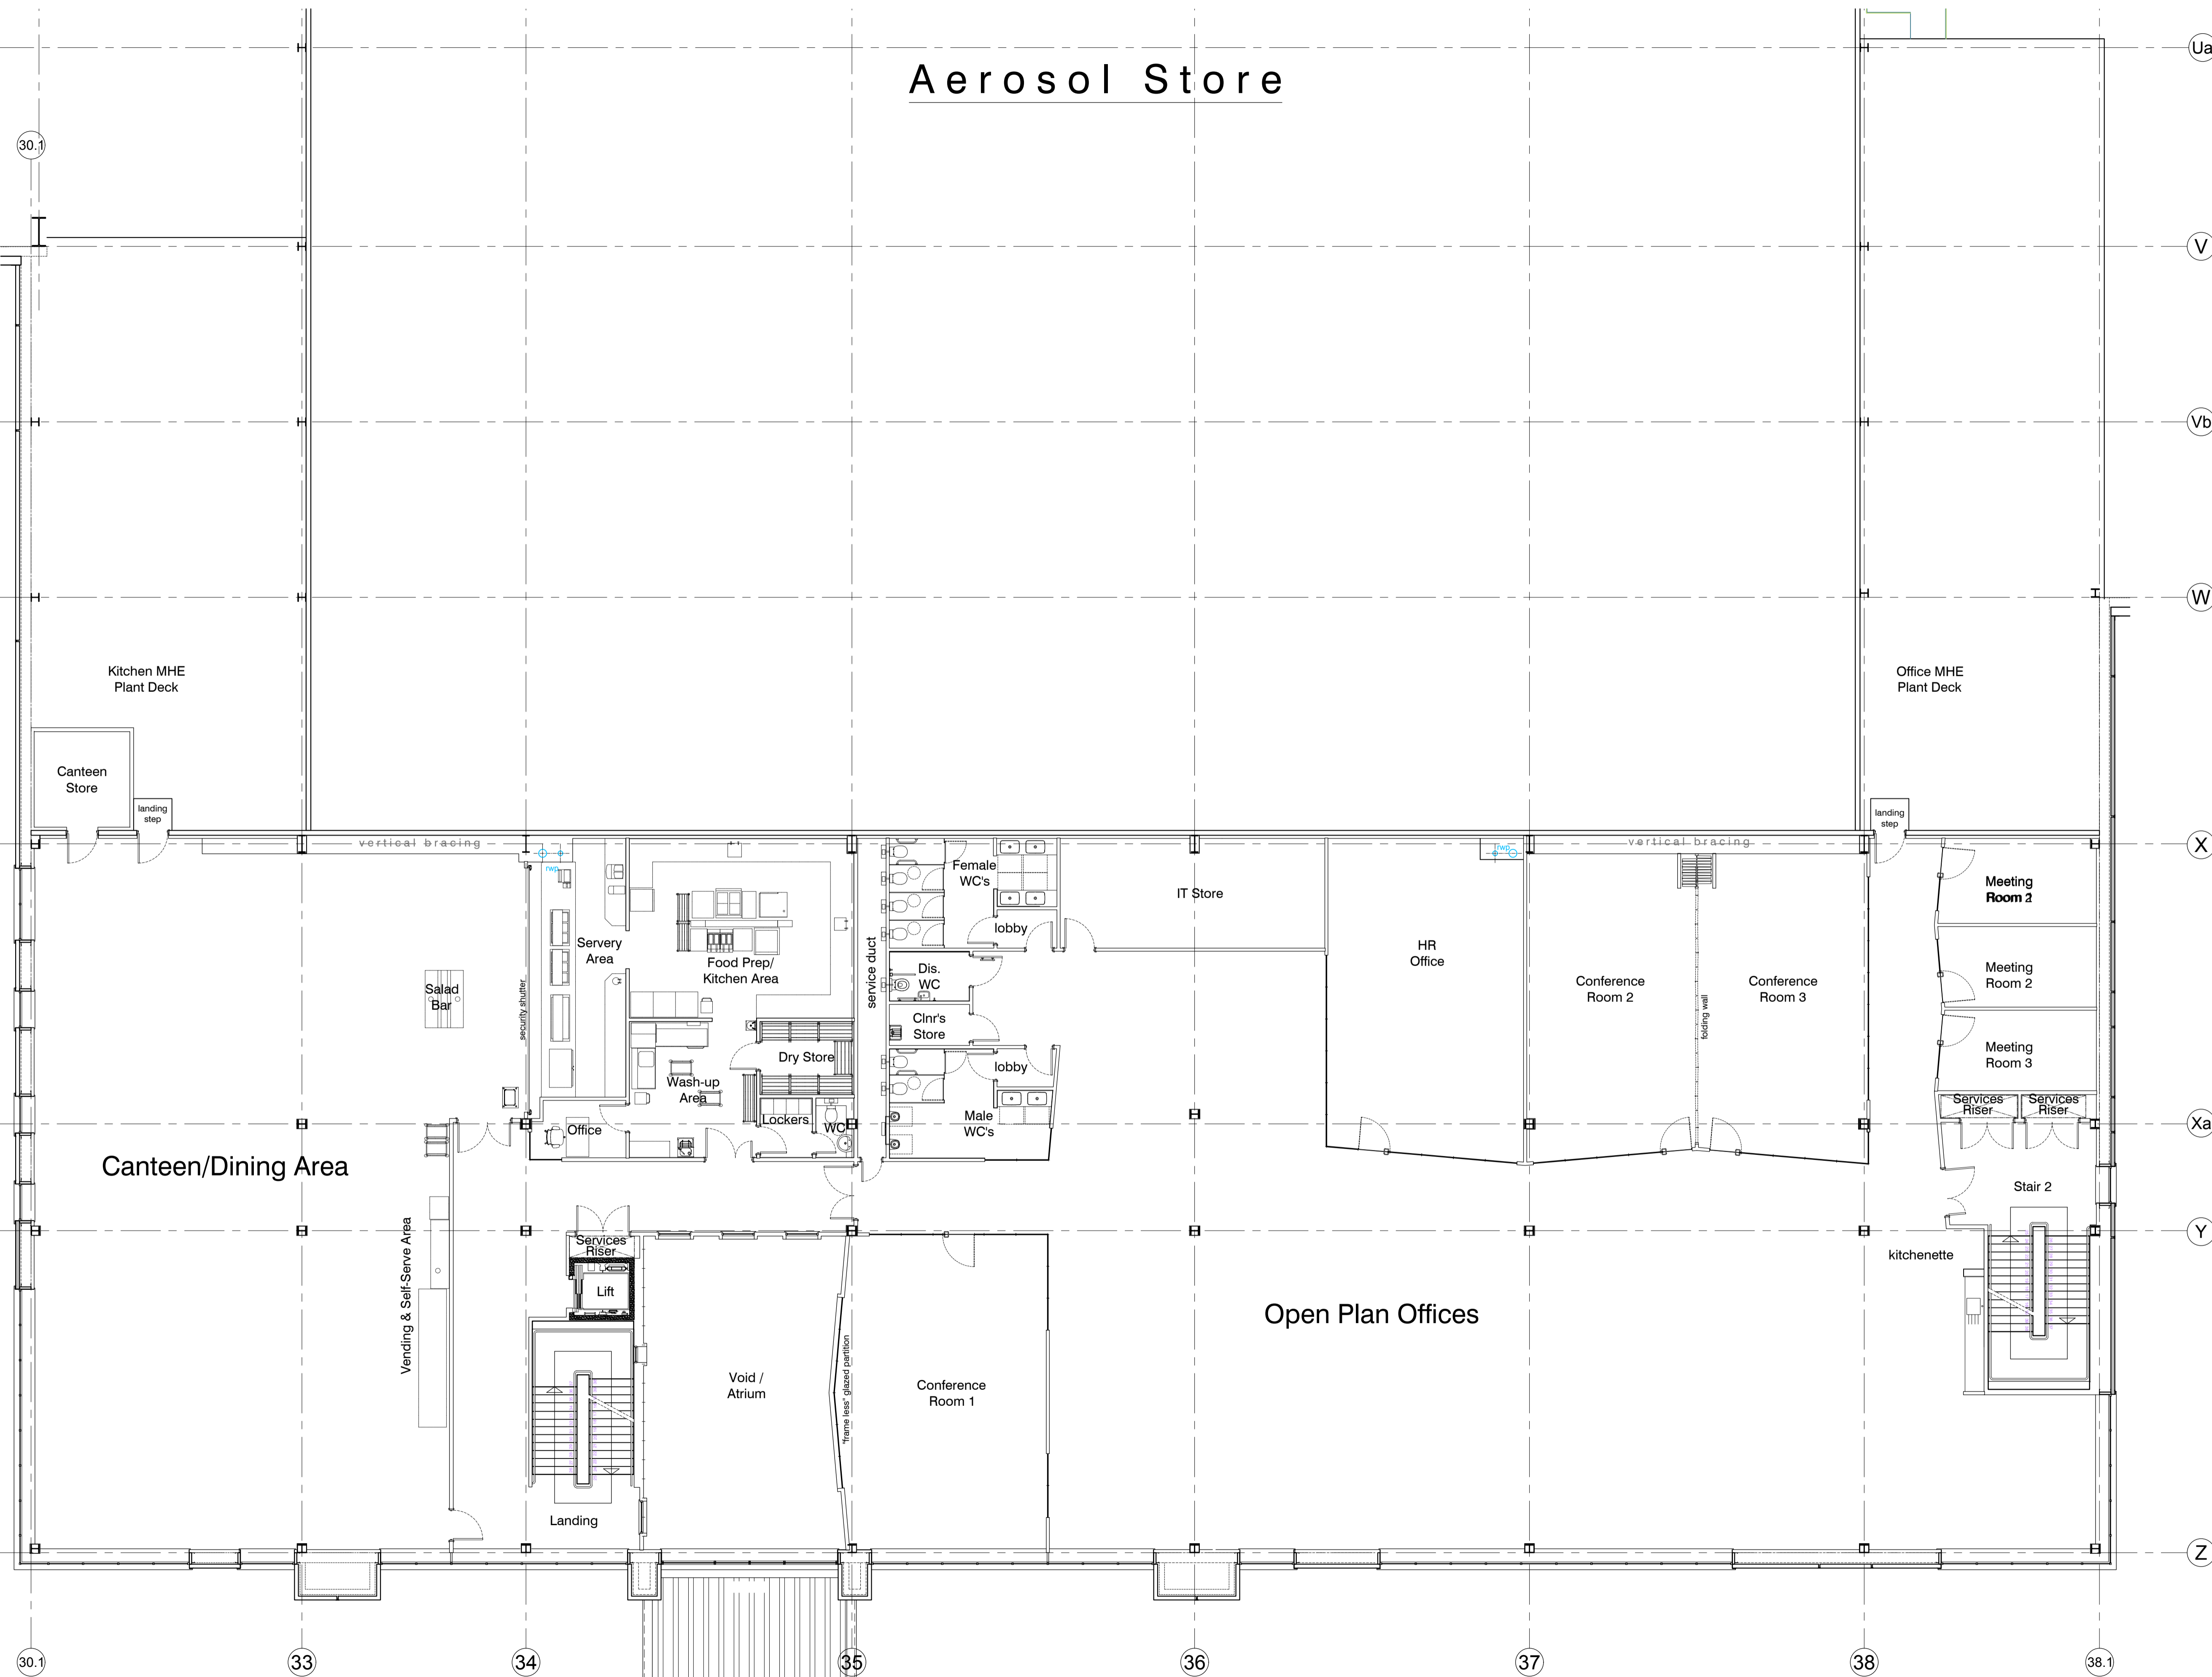 Aerosol Store
Ua
30.1
V
Vb
W
Kitchen MHE
Plant Deck
Office MHE
Plant Deck
Canteen
Store
landing
step
landing
step
vertical bracing
vertical bracing
X
rwp
rwp
Female
WC's
lobby
IT Store
Meeting
Room 2
Servery
Area
Salad
Bar
security shutter
Food Prep/
Kitchen Area
service duct
Dis.
WC
HR
Office
Conference
Room 2
folding wall
Conference
Room 3
Meeting
Room 2
Clnr's
Store
Dry Store
lobby
Meeting
Room 3
Wash-up
Area
Lockers
WC
Male
WC's
Office
Services
Riser
Services
Riser
Xa
Canteen/Dining Area
Stair 2
Y
Services
Riser
kitchenette
Vending & Self-Serve Area
Lift
Open Plan Offices
Void /
Atrium
"frame less" glazed partition
Conference
Room 1
Landing
Z
30.1
33
34
35
36
37
38
38.1